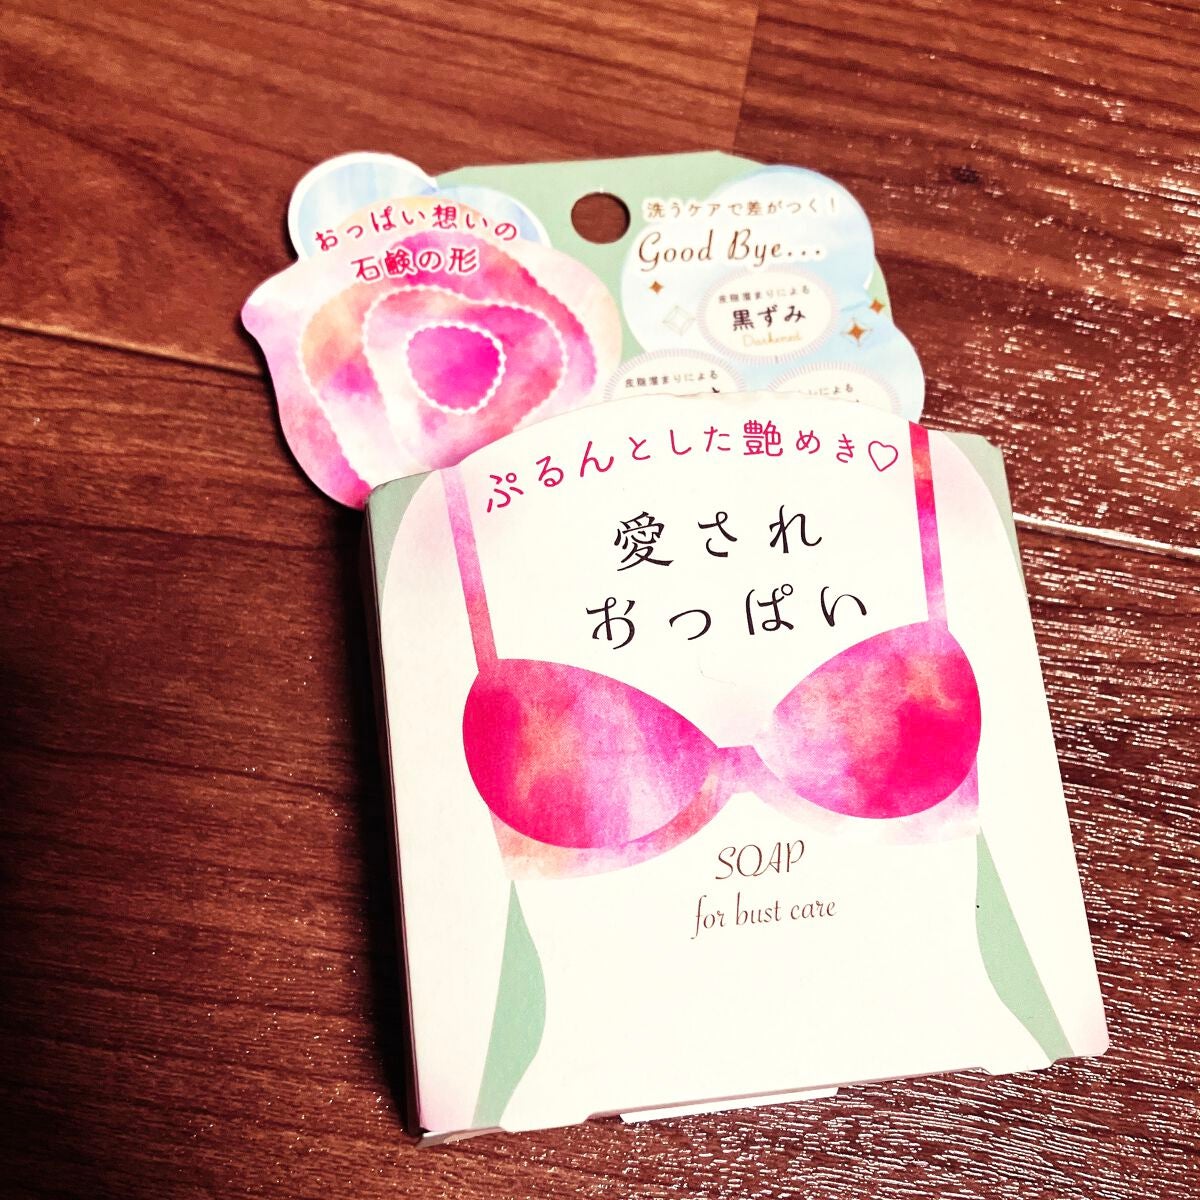 おっぱい想いの
石鹸の形
洗うケアで差がつく!
Good Bye...
皮脂溜まりによる
黒ずみ
Darkened
皮脂溜まりによる
による
ぷるんとした艶めき♡
愛され
おっぱい
SOAP
for bust care